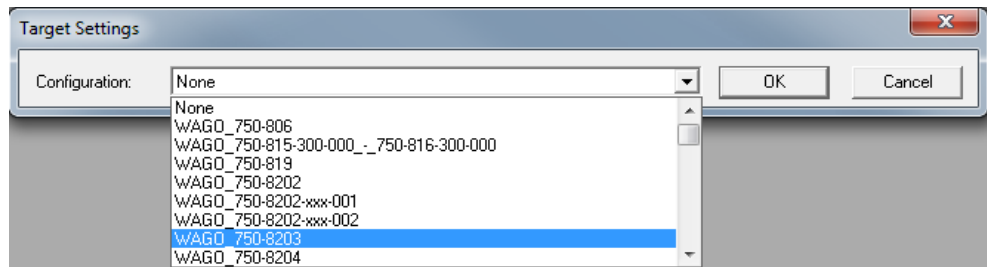 Target Settings
Configuration: None OK Cancel
None
WAGO_750-806
WAGO_750-815-300-000_-_750-816-300-000
WAGO_750-819
WAGO_750-8202
WAGO_750-8202-xxx-001
WAGO_750-8202-xxx-002
WAGO_750-8203
WAGO_750-8204